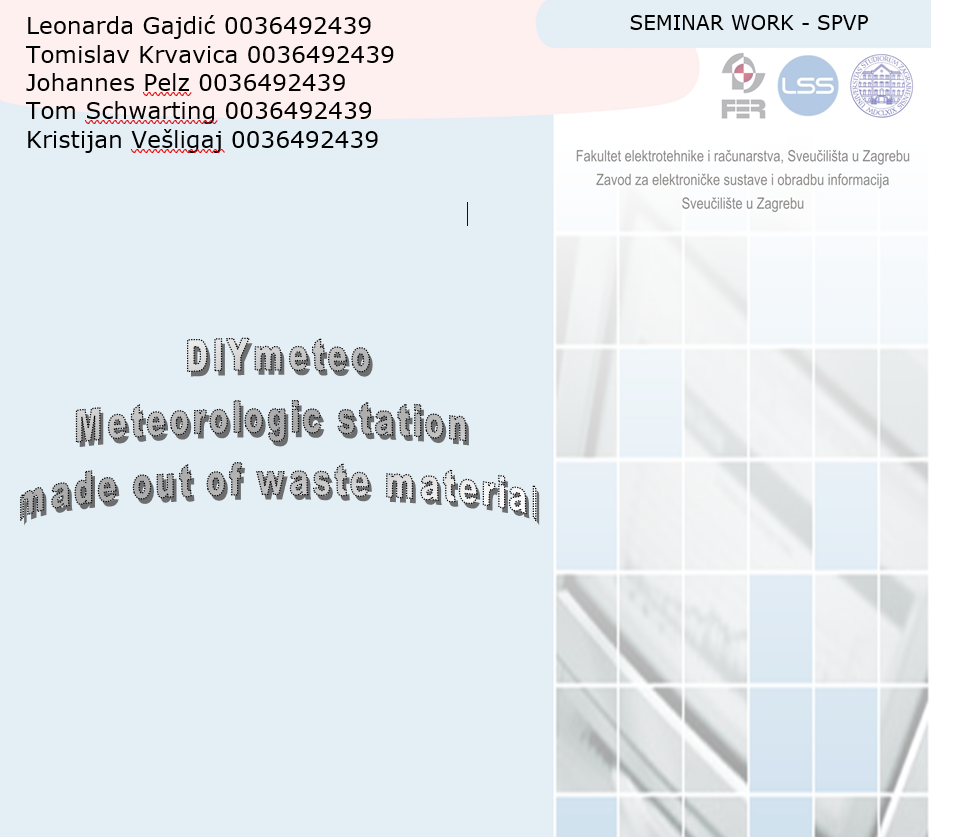 Leonarda Gajdić 0036492439
Tomislav Krvavica 0036492439
Johannes Pelz 0036492439
Tom Schwarting 0036492439
Kristijan Vešligaj 0036492439
SEMINAR WORK - SPVP
FER
LSS
Fakultet elektrotehnike i računarstva, Sveučilišta u Zagrebu
Zavod za elektroničke sustave i obradbu informacija
Sveučilište u Zagrebu
DIYmeteo
Meteorologic station
made out of waste material